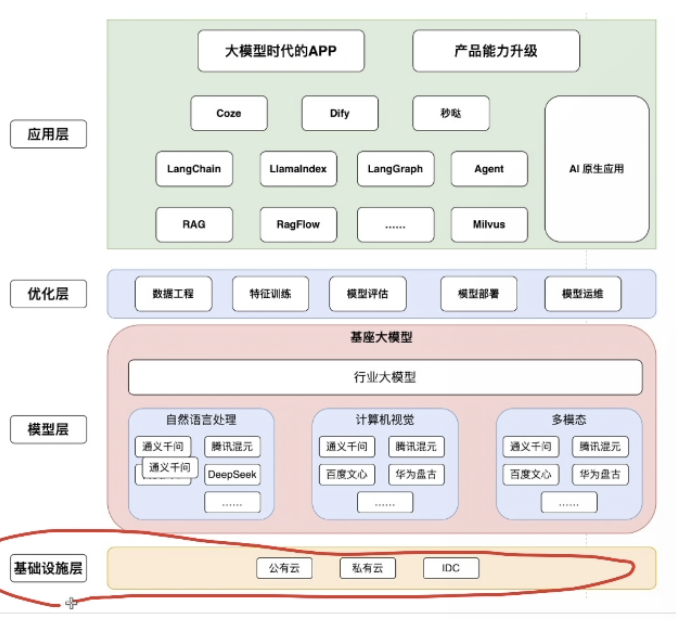 大模型时代的APP 产品能力升级
应用层
Coze Dify 秒哒
LangChain LlamaIndex LangGraph Agent AI 原生应用
RAG RagFlow …… Milvus
优化层 数据工程 特征训练 模型评估 模型部署 模型运维
基座大模型
行业大模型
模型层
自然语言处理 计算机视觉 多模态
通义千问 腾讯混元 通义千问 腾讯混元 通义千问 腾讯混元
通义千问 DeepSeek 百度文心 华为盘古 百度文心 华为盘古
…… …… ……
基础设施层 公有云 私有云 IDC